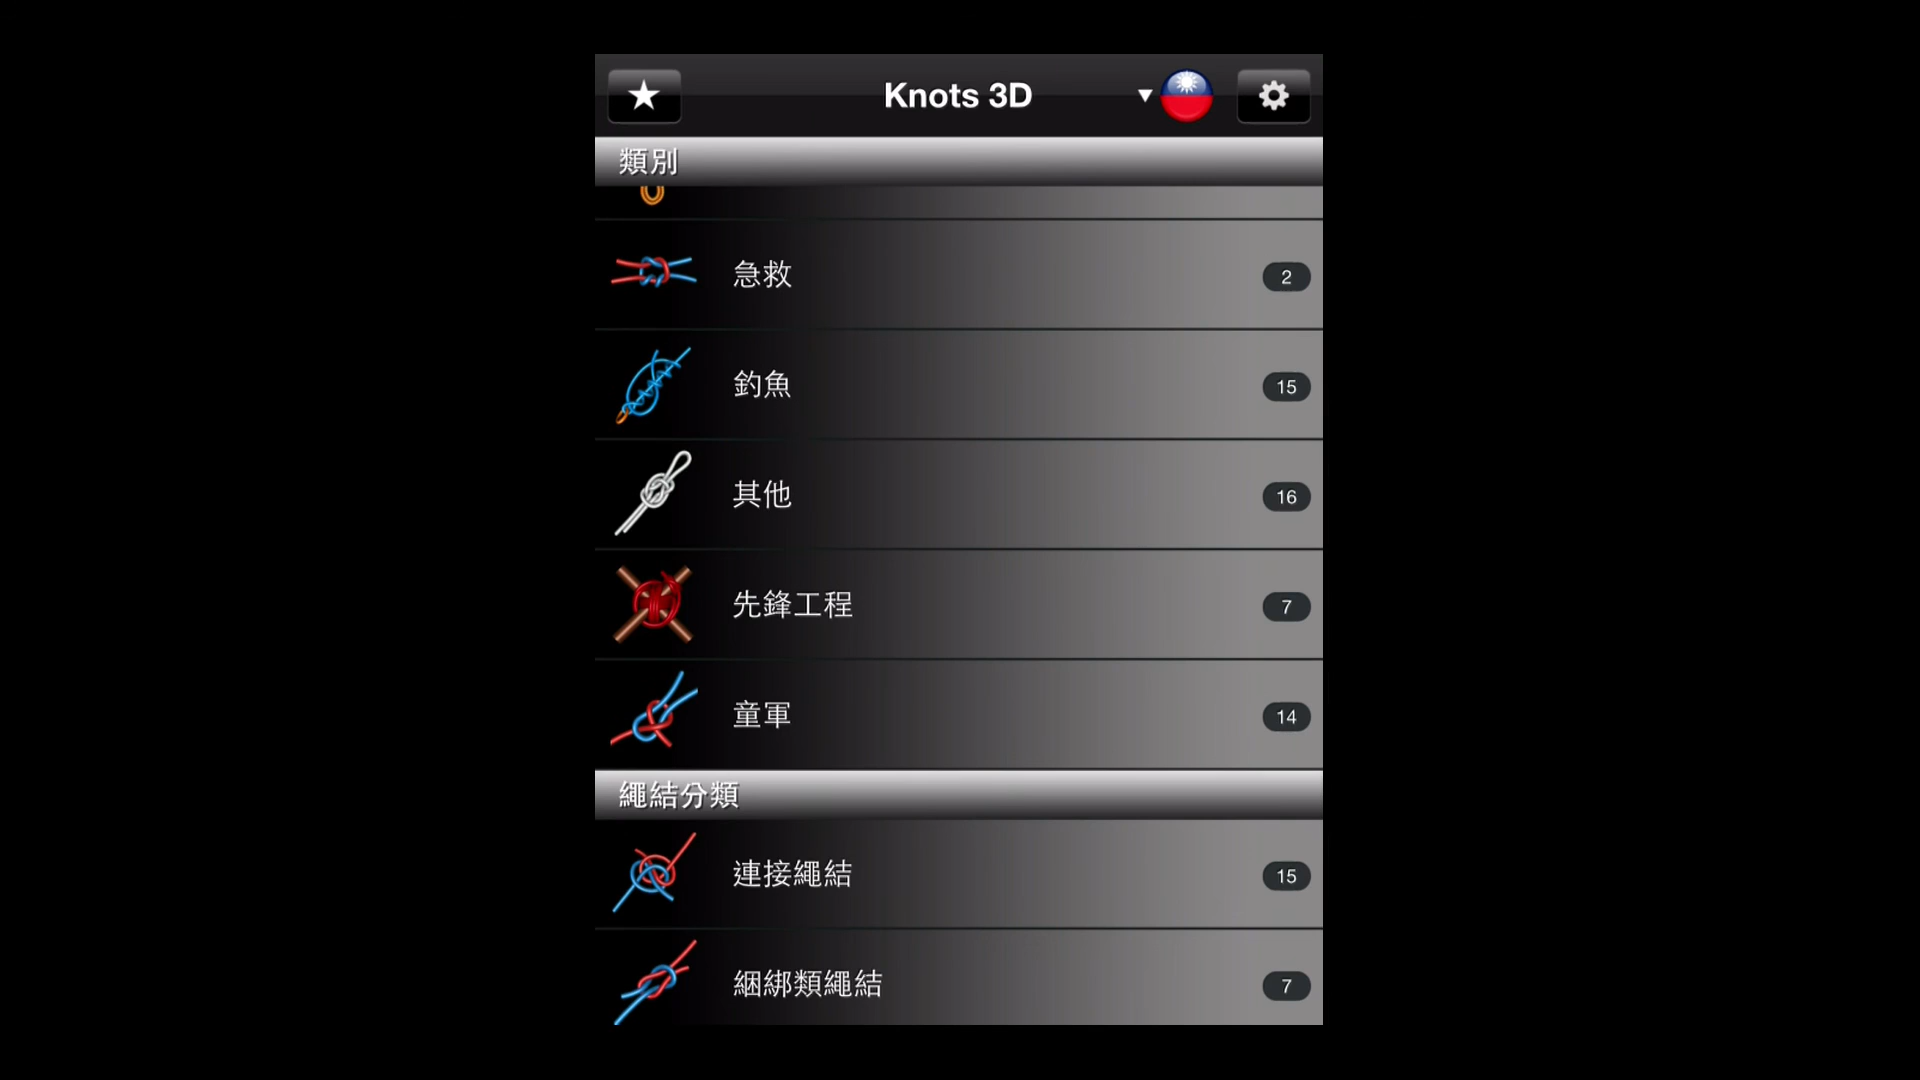 Knots 3D
類別
急救 2
釣魚 15
其他 16
先鋒工程 7
童軍 14
繩結分類
連接繩結 15
綑綁類繩結 7